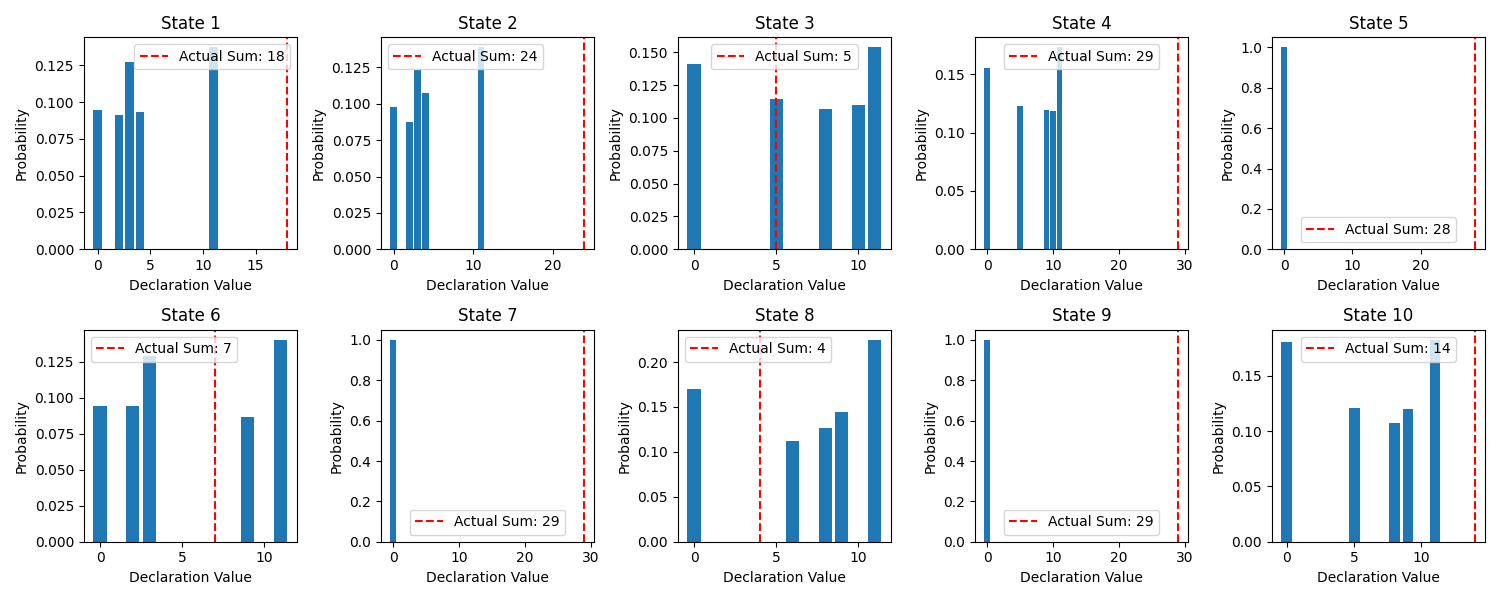 State 1
State 2
State 3
State 4
State 5
Probability
0.125
0.100
0.075
0.050
0.025
0.000
Actual Sum: 18
0 5 10 15
Declaration Value
Probability
0.125
0.100
0.075
0.050
0.025
0.000
Actual Sum: 24
0 10 20
Declaration Value
Probability
0.150
0.125
0.100
0.075
0.050
0.025
0.000
Actual Sum: 5
0 5 10
Declaration Value
Probability
0.15
0.10
0.05
0.00
Actual Sum: 29
0 10 20 30
Declaration Value
Probability
1.0
0.8
0.6
0.4
0.2
0.0
Actual Sum: 28
0 10 20
Declaration Value
State 6
State 7
State 8
State 9
State 10
Probability
0.125
0.100
0.075
0.050
0.025
0.000
Actual Sum: 7
0 5 10
Declaration Value
Probability
1.0
0.8
0.6
0.4
0.2
0.0
Actual Sum: 29
0 10 20 30
Declaration Value
Probability
0.20
0.15
0.10
0.05
0.00
Actual Sum: 4
0 5 10
Declaration Value
Probability
1.0
0.8
0.6
0.4
0.2
0.0
Actual Sum: 29
0 10 20 30
Declaration Value
Probability
0.15
0.10
0.05
0.00
Actual Sum: 14
0 5 10
Declaration Value